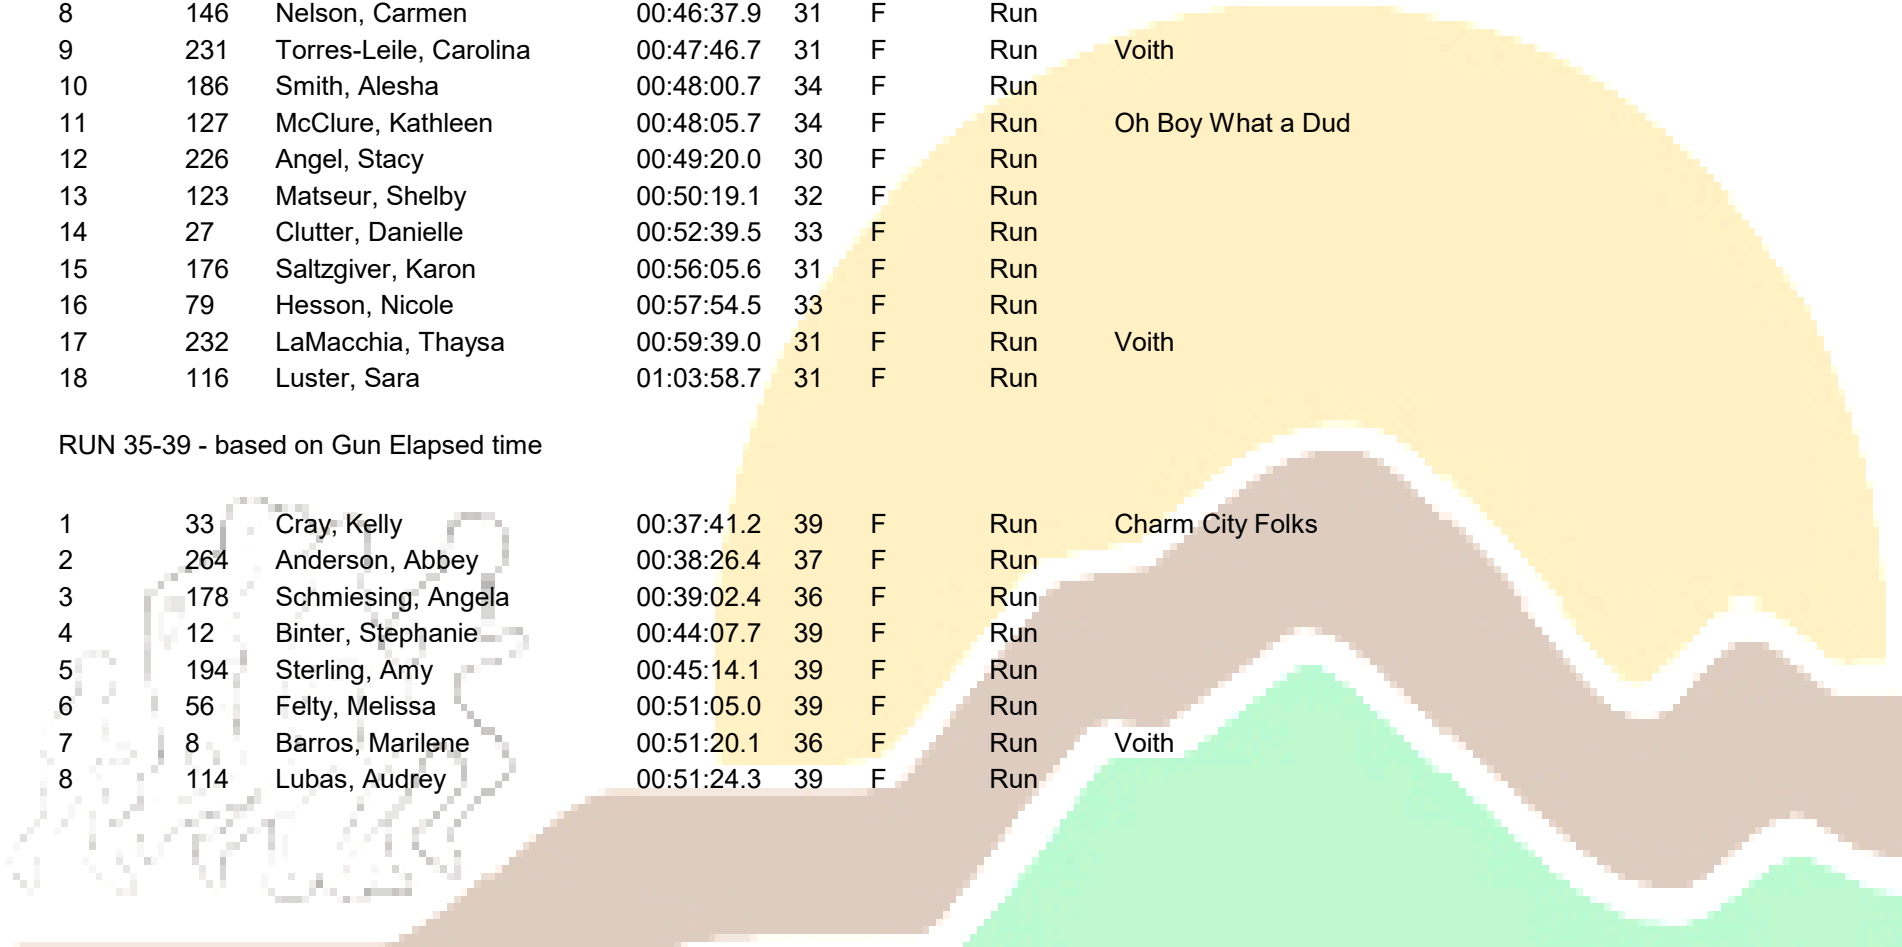 8 146 Nelson, Carmen 00:46:37.9 31 F Run
9 231 Torres-Leile, Carolina 00:47:46.7 31 F Run Voith
10 186 Smith, Alesha 00:48:00.7 34 F Run
11 127 McClure, Kathleen 00:48:05.7 34 F Run Oh Boy What a Dud
12 226 Angel, Stacy 00:49:20.0 30 F Run
13 123 Matseur, Shelby 00:50:19.1 32 F Run
14 27 Clutter, Danielle 00:52:39.5 33 F Run
15 176 Saltzgiver, Karon 00:56:05.6 31 F Run
16 79 Hesson, Nicole 00:57:54.5 33 F Run
17 232 LaMacchia, Thaysa 00:59:39.0 31 F Run Voith
18 116 Luster, Sara 01:03:58.7 31 F Run
RUN 35-39 - based on Gun Elapsed time
1 33 Cray, Kelly 00:37:41.2 39 F Run Charm City Folks
2 264 Anderson, Abbey 00:38:26.4 37 F Run
3 178 Schmiesing, Angela 00:39:02.4 36 F Run
4 12 Binter, Stephanie 00:44:07.7 39 F Run
5 194 Sterling, Amy 00:45:14.1 39 F Run
6 56 Felty, Melissa 00:51:05.0 39 F Run
7 8 Barros, Marilene 00:51:20.1 36 F Run Voith
8 114 Lubas, Audrey 00:51:24.3 39 F Run